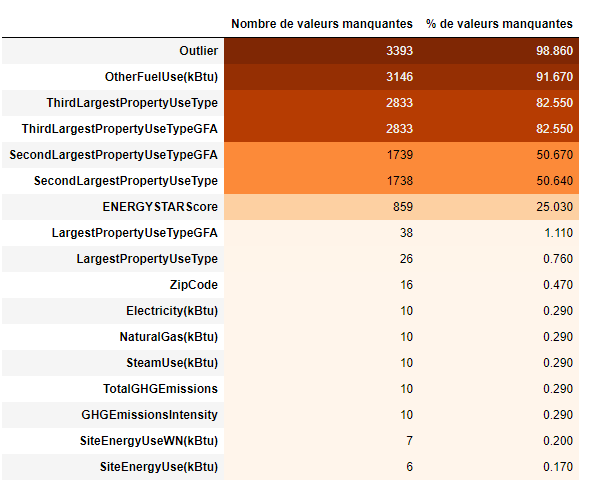 Nombre de valeurs manquantes % de valeurs manquantes
Outlier 3393 98.860
OtherFuelUse(kBtu) 3146 91.670
ThirdLargestPropertyUseType 2833 82.550
ThirdLargestPropertyUseTypeGFA 2833 82.550
SecondLargestPropertyUseTypeGFA 1739 50.670
SecondLargestPropertyUseType 1738 50.640
ENERGYSTARScore 859 25.030
LargestPropertyUseTypeGFA 38 1.110
LargestPropertyUseType 26 0.760
ZipCode 16 0.470
Electricity(kBtu) 10 0.290
NaturalGas(kBtu) 10 0.290
SteamUse(kBtu) 10 0.290
TotalGHGEmissions 10 0.290
GHGEmissionsIntensity 10 0.290
SiteEnergyUseWN(kBtu) 7 0.200
SiteEnergyUse(kBtu) 6 0.170